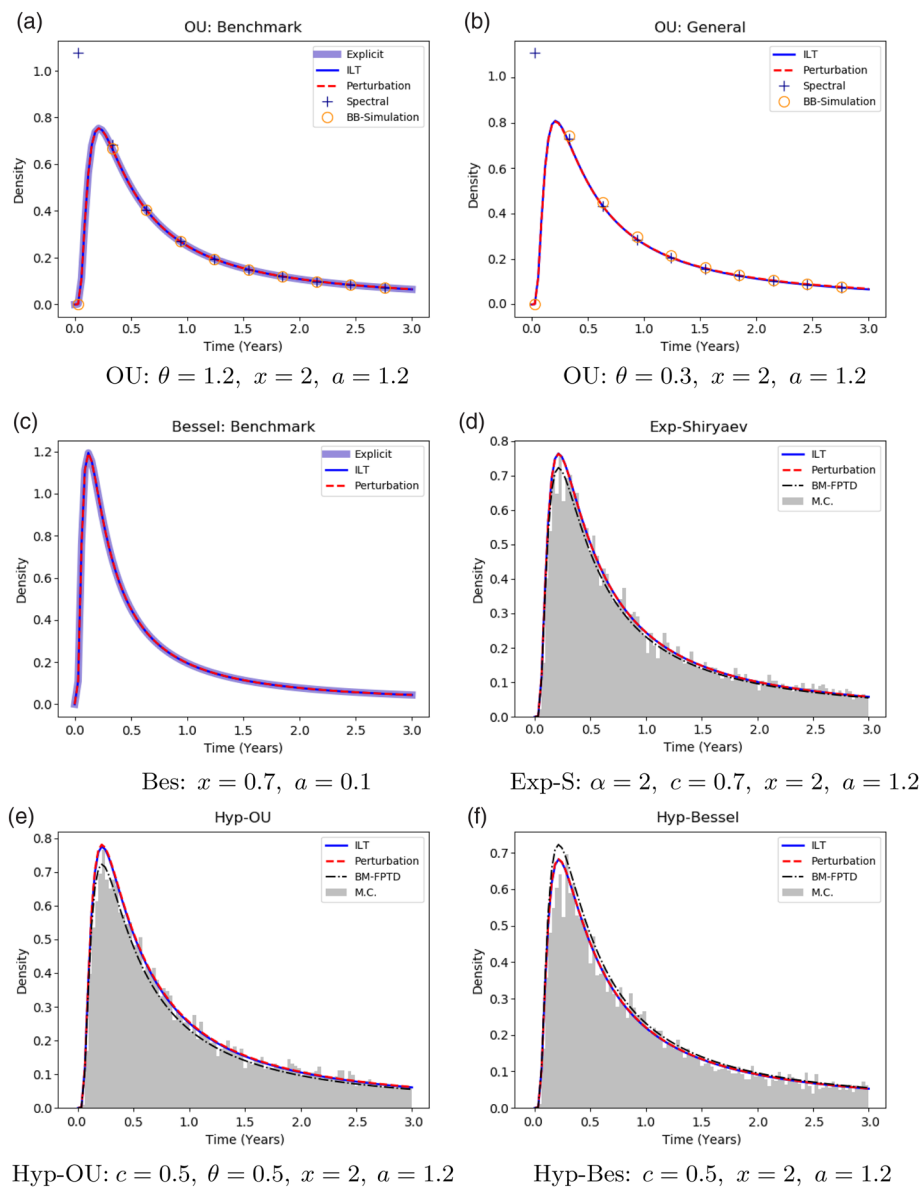 (a)
OU: Benchmark
Explicit
ILT
Perturbation
Spectral
BB-Simulation
Density
1.0
0.8
0.6
0.4
0.2
0.0
0.0 0.5 1.0 1.5 2.0 2.5 3.0
Time (Years)
OU: θ = 1.2, x = 2, a = 1.2
(b)
OU: General
ILT
Perturbation
Spectral
BB-Simulation
Density
1.0
0.8
0.6
0.4
0.2
0.0
0.0 0.5 1.0 1.5 2.0 2.5 3.0
Time (Years)
OU: θ = 0.3, x = 2, a = 1.2
(c)
Bessel: Benchmark
Explicit
ILT
Perturbation
Density
1.2
1.0
0.8
0.6
0.4
0.2
0.0
0.0 0.5 1.0 1.5 2.0 2.5 3.0
Time (Years)
Bes: x = 0.7, a = 0.1
(d)
Exp-Shiryaev
ILT
Perturbation
BM-FPTD
M.C.
Density
0.8
0.7
0.6
0.5
0.4
0.3
0.2
0.1
0.0
0.0 0.5 1.0 1.5 2.0 2.5 3.0
Time (Years)
Exp-S: α = 2, c = 0.7, x = 2, a = 1.2
(e)
Hyp-OU
ILT
Perturbation
BM-FPTD
M.C.
Density
0.8
0.7
0.6
0.5
0.4
0.3
0.2
0.1
0.0
0.0 0.5 1.0 1.5 2.0 2.5 3.0
Time (Years)
Hyp-OU: c = 0.5, θ = 0.5, x = 2, a = 1.2
(f)
Hyp-Bessel
ILT
Perturbation
BM-FPTD
M.C.
Density
0.7
0.6
0.5
0.4
0.3
0.2
0.1
0.0
0.0 0.5 1.0 1.5 2.0 2.5 3.0
Time (Years)
Hyp-Bes: c = 0.5, x = 2, a = 1.2